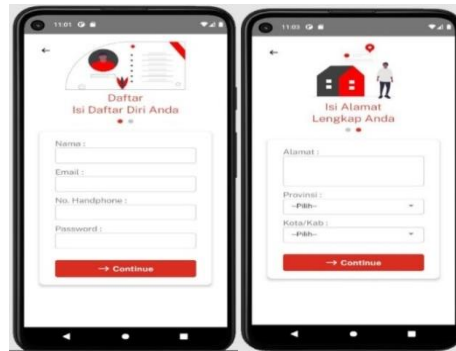 11:01
Daftar
Isi Daftar Diri Anda
Nama :
Email :
No. Handphone :
Password :
→ Continue
11:03
Isi Alamat
Lengkap Anda
Alamat :
Provinsi :
--Pilih--
Kota/Kab :
--Pilih--
→ Continue